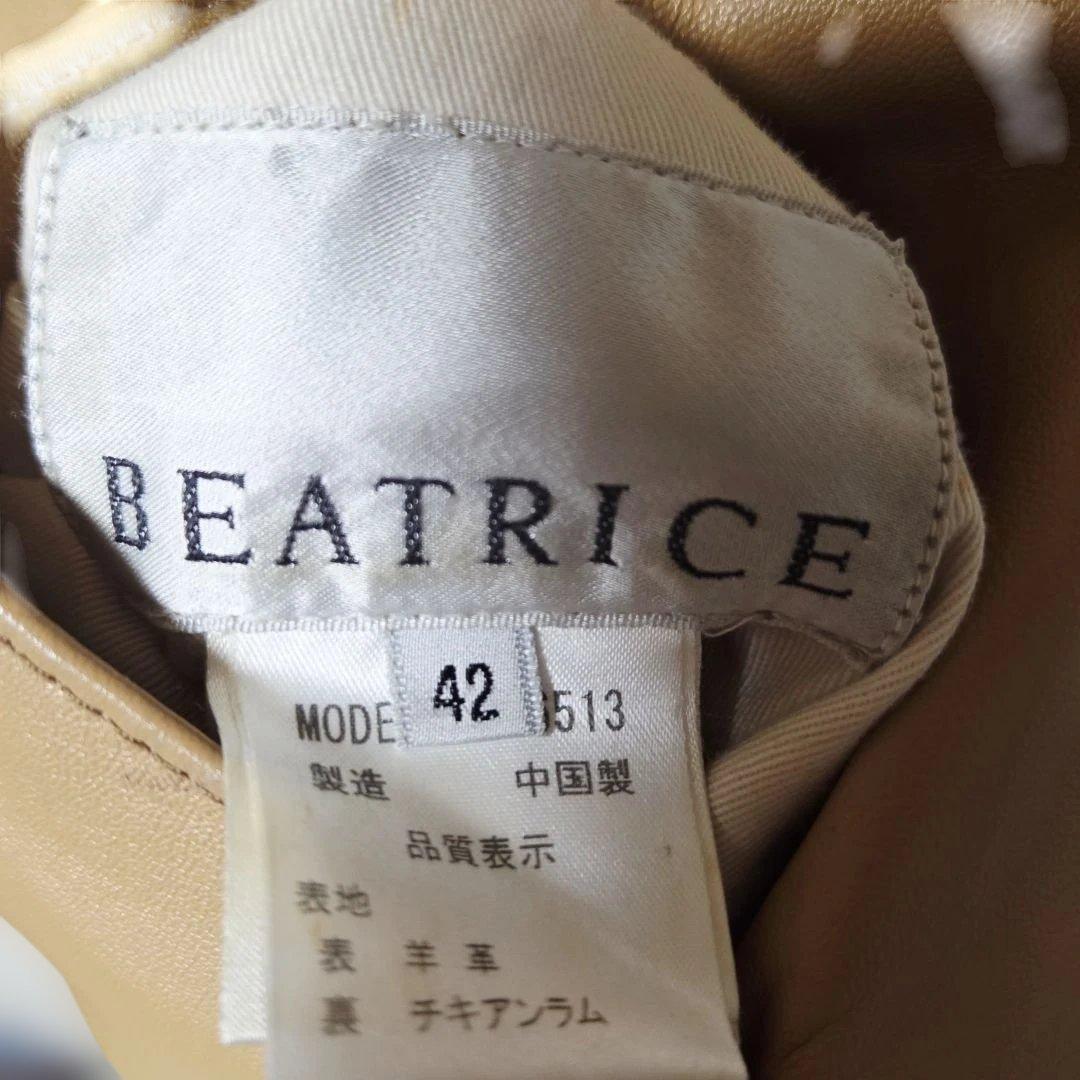 BEATRICE
42
MODE 6513
製造 中国製
品質表示
表地
表 羊革
裏 チキアンラム